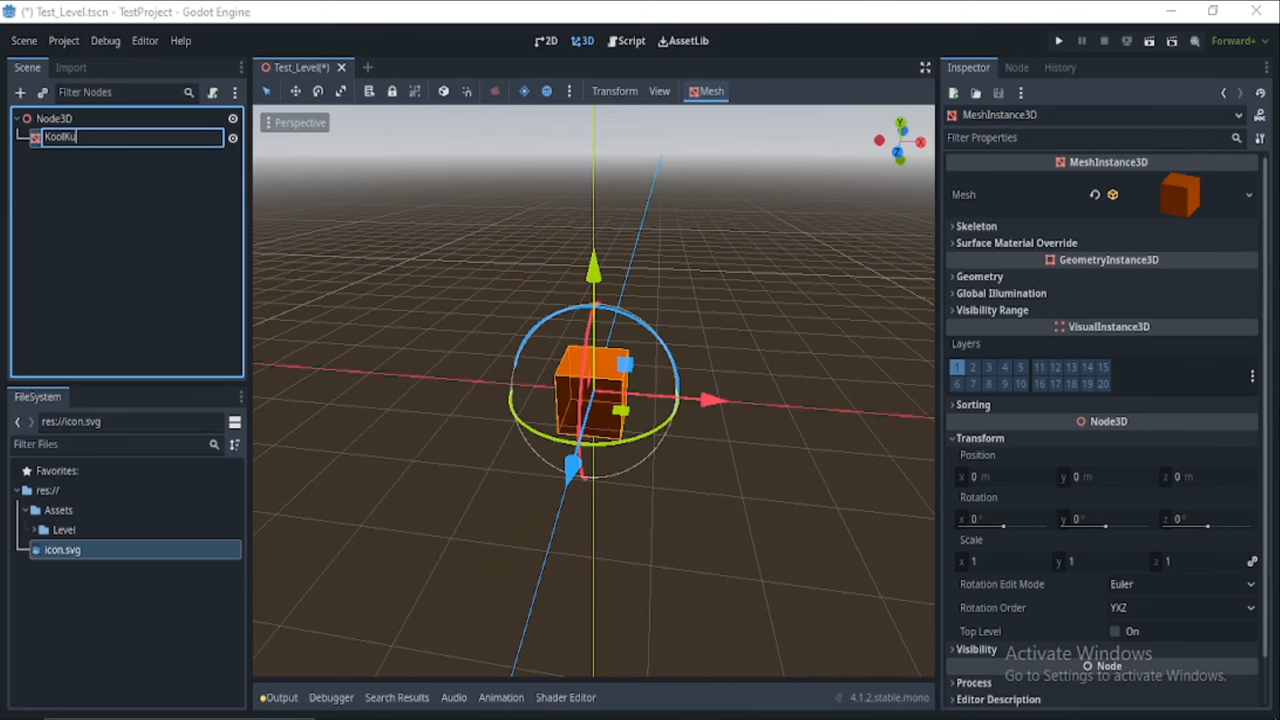 (*) Test_Level.tscn - TestProject - Godot Engine
Scene Project Debug Editor Help
2D 3D Script AssetLib
Forward+
Scene Import
Filter Nodes
Node3D
KoolKu
Test_Level(*)
Transform View Mesh
Perspective
Y
X
Z
FileSystem
res://icon.svg
Filter Files
Favorites:
res://
Assets
Level
icon.svg
Output Debugger Search Results Audio Animation Shader Editor
4.1.2.stable.mono
Inspector Node History
MeshInstance3D
Filter Properties
MeshInstance3D
Mesh
Skeleton
Surface Material Override
GeometryInstance3D
Geometry
Global Illumination
Visibility Range
VisualInstance3D
Layers
1 2 3 4 5 11 12 13 14 15
6 7 8 9 10 16 17 18 19 20
Sorting
Node3D
Transform
Position
x 0 m y 0 m z 0 m
Rotation
x 0 ° y 0 ° z 0 °
Scale
x 1 y 1 z 1
Rotation Edit Mode Euler
Rotation Order YXZ
Top Level On
Visibility
Node
Process
Editor Description
Activate Windows
Go to Settings to activate Windows.